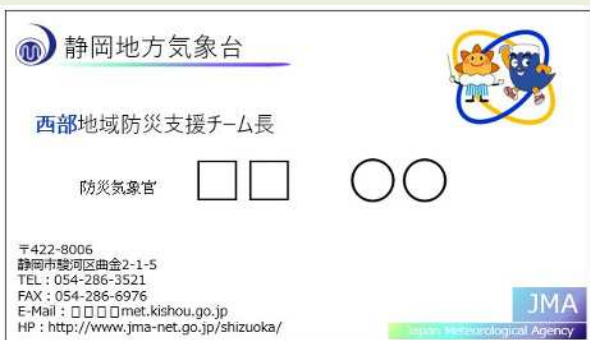 静岡地方気象台
西部地域防災支援チーム長
防災気象官 □□ ○○
〒422-8006
静岡市駿河区曲金2-1-5
TEL：054-286-3521
FAX：054-286-6976
E-Mail：□□□□met.kishou.go.jp
HP：http://www.jma-net.go.jp/shizuoka/
JMA
Japan Meteorological Agency